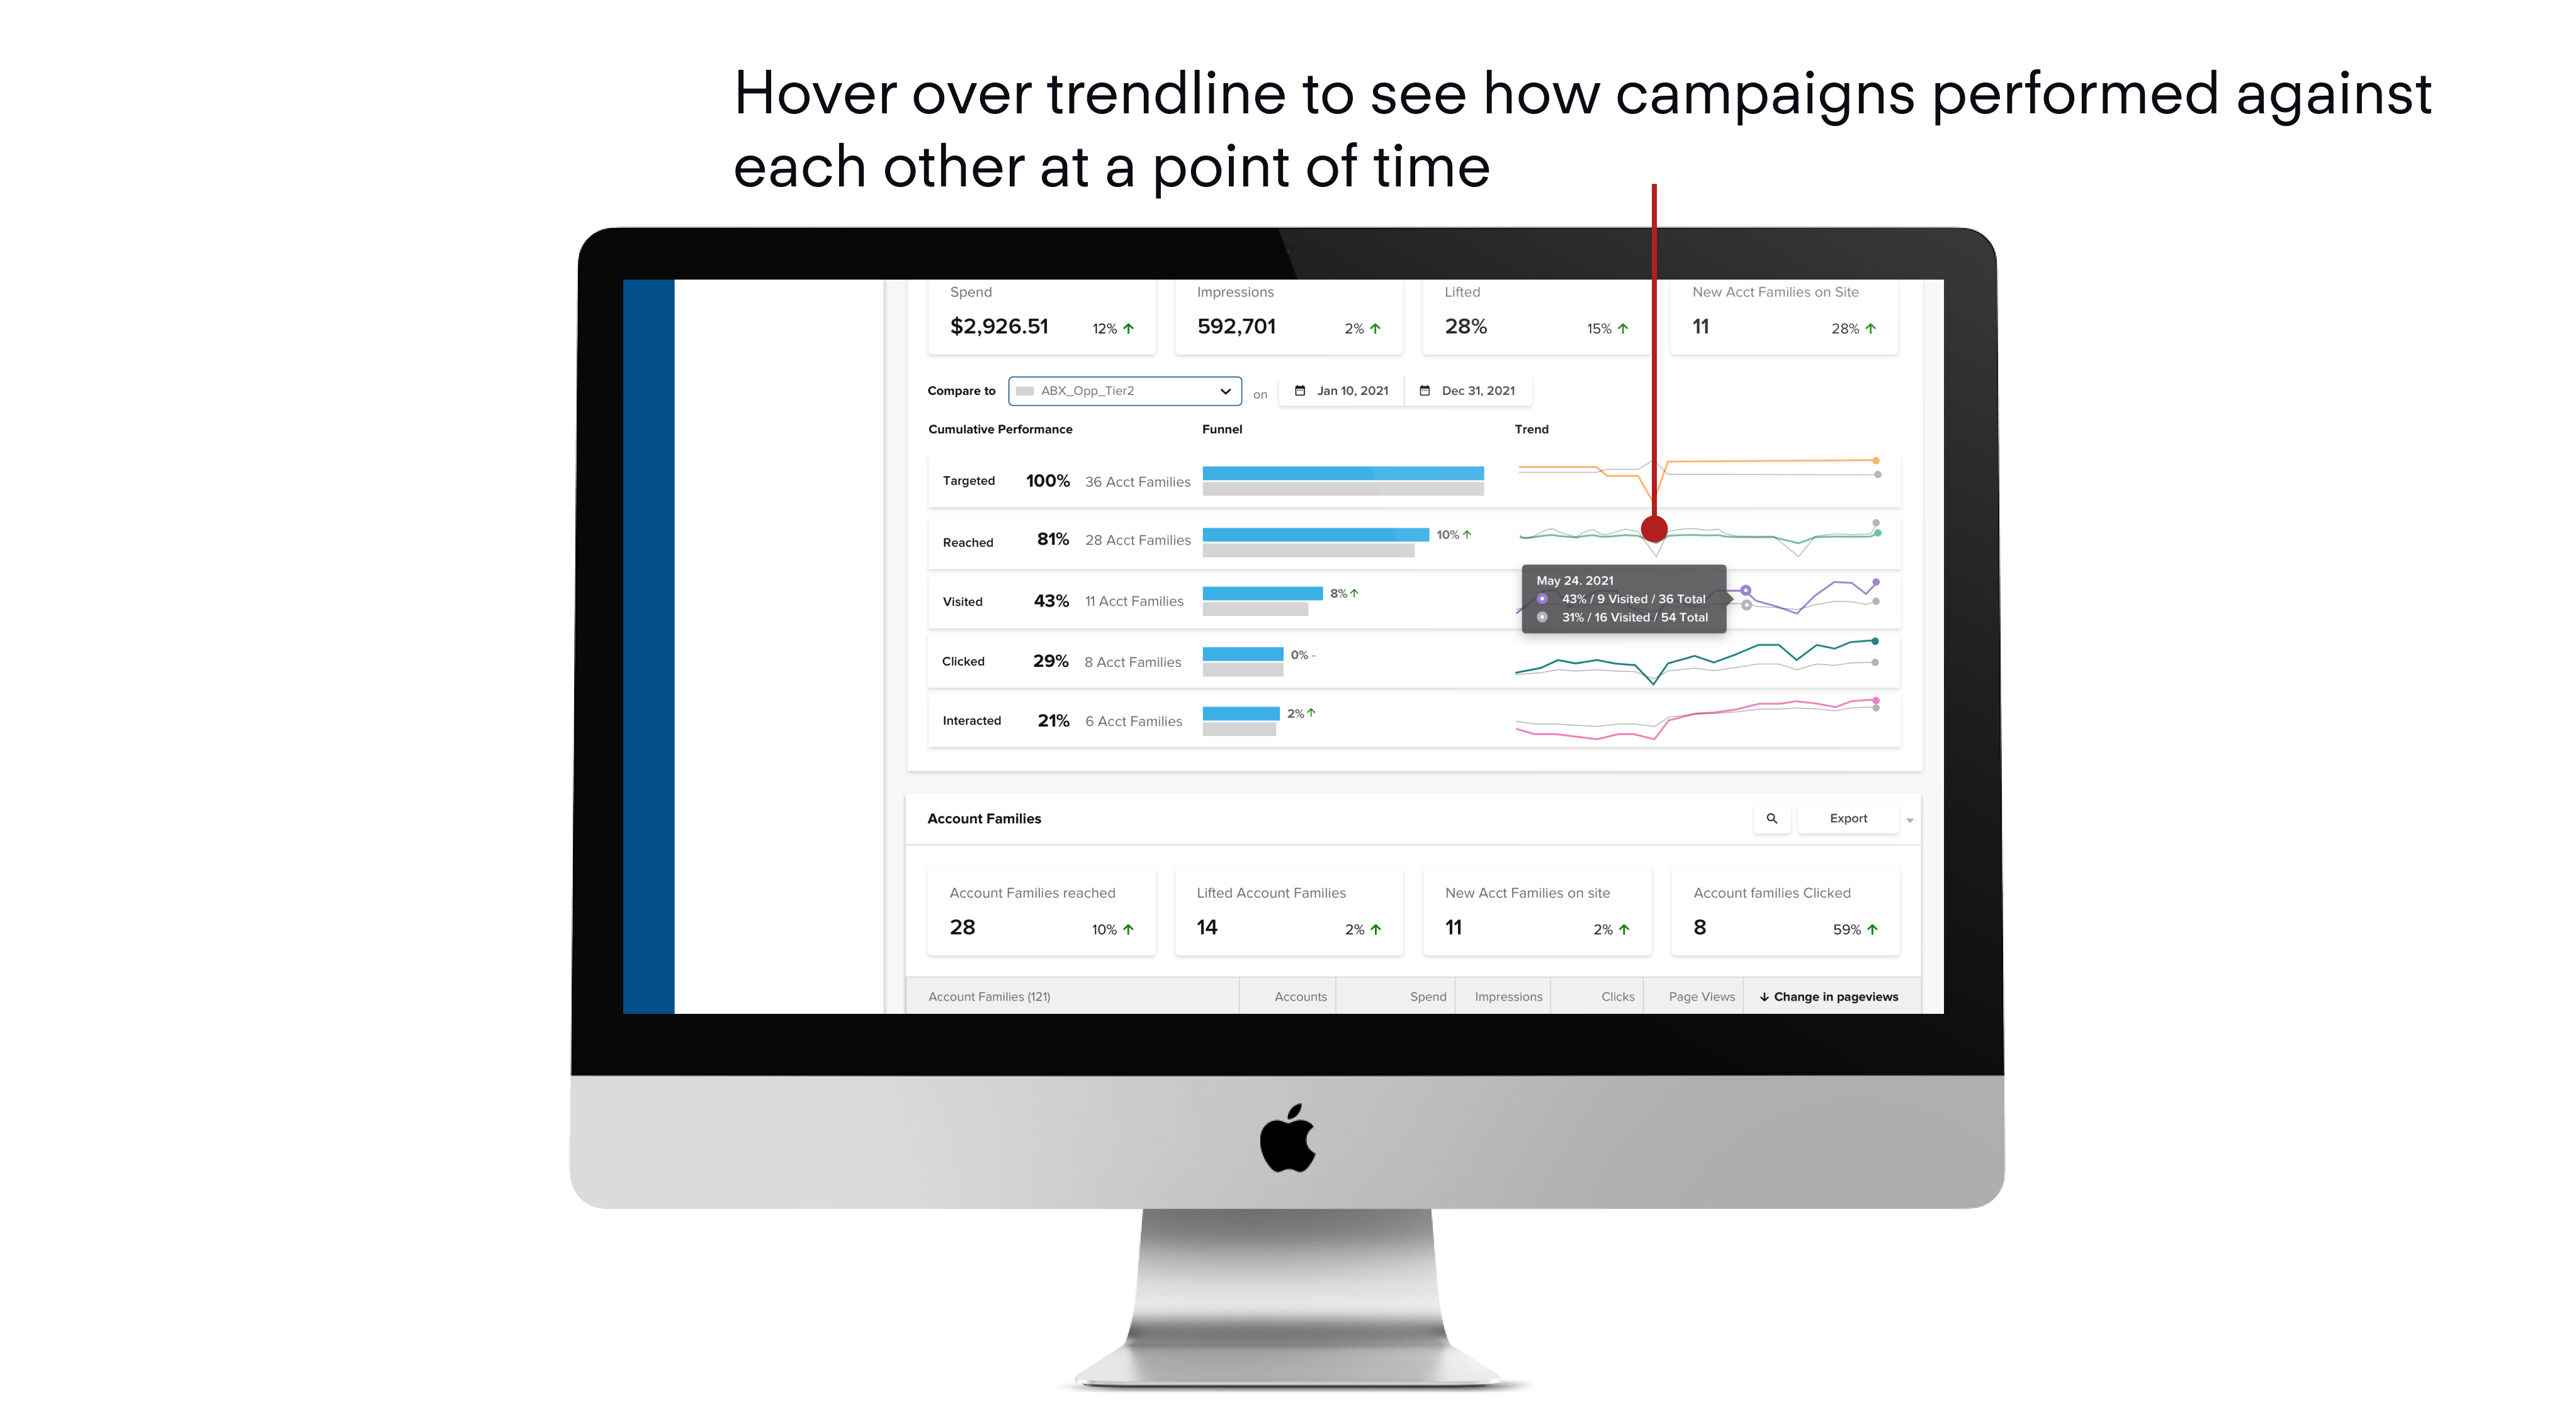 Hover over trendline to see how campaigns performed against
each other at a point of time
Spend
$2,926.51 12%
Impressions
592,701 2%
Lifted
28% 15%
New Acct Families on Site
11 28%
Compare to ABX_Opp_Tier2 on Jan 10, 2021 Dec 31, 2021
Cumulative Performance Funnel Trend
Targeted 100% 36 Acct Families
Reached 81% 28 Acct Families 10%
Visited 43% 11 Acct Families 8%
May 24. 2021
43% / 9 Visited / 36 Total
31% / 16 Visited / 54 Total
Clicked 29% 8 Acct Families 0% -
Interacted 21% 6 Acct Families 2%
Account Families Export
Account Families reached
28 10%
Lifted Account Families
14 2%
New Acct Families on site
11 2%
Account families Clicked
8 59%
Account Families (121) Accounts Spend Impressions Clicks Page Views Change in pageviews